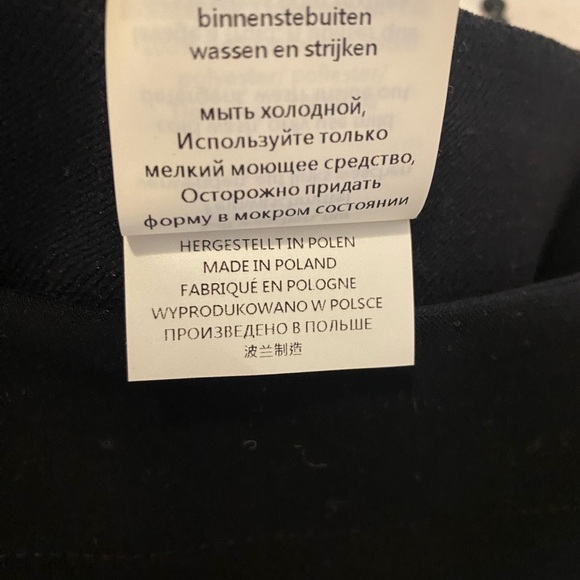 binnenstebuiten
wassen en strijken
мыть холодной,
Используйте только
мелкий моющее средство,
Осторожно придать
форму в мокром состоянии
HERGESTELLT IN POLEN
MADE IN POLAND
FABRIQUÉ EN POLOGNE
WYPRODUKOWANO W POLSCE
ПРОИЗВЕДЕНО В ПОЛЬШЕ
波兰制造